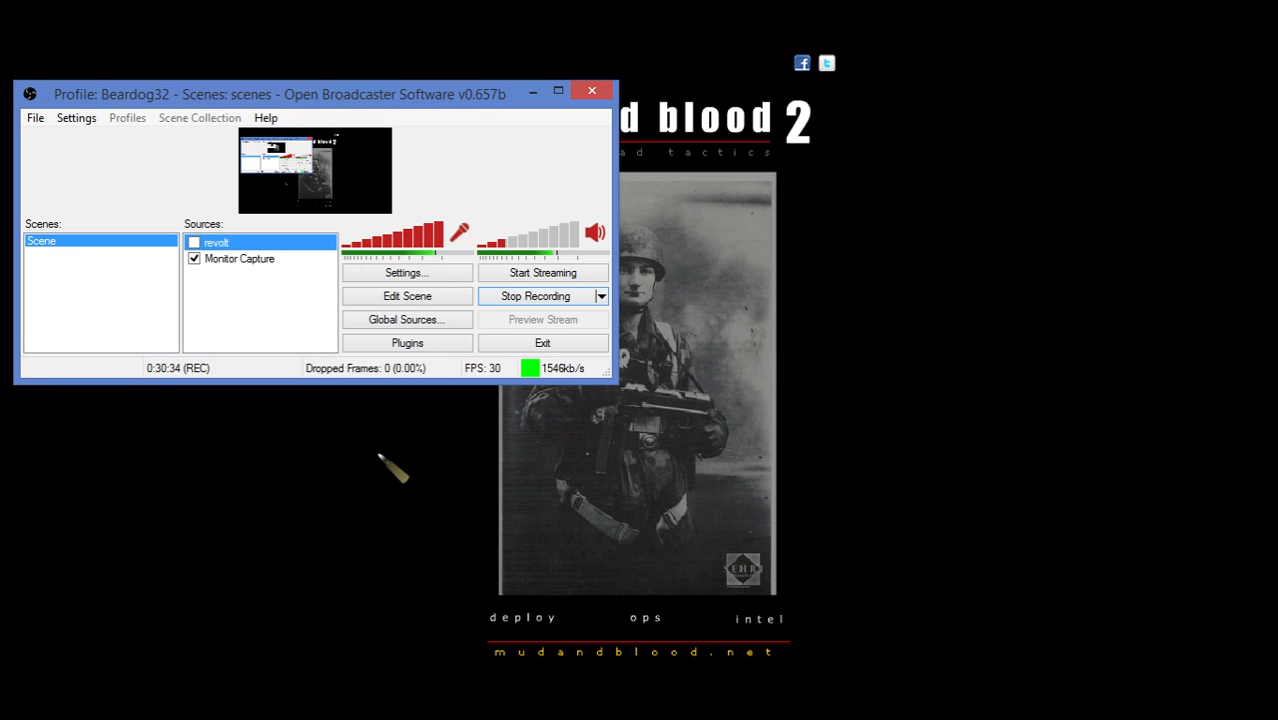 Profile: Beardog32 - Scenes: scenes - Open Broadcaster Software v0.657b
File Settings Profiles Scene Collection Help
Scenes:
Scene
Sources:
revolt
Monitor Capture
Settings...
Start Streaming
Edit Scene
Stop Recording
Global Sources...
Preview Stream
Plugins
Exit
0:30:34 (REC)
Dropped Frames: 0 (0.00%)
FPS: 30
1546kb/s
f t
d blood 2
ad tactics
deploy ops intel
mudandblood.net